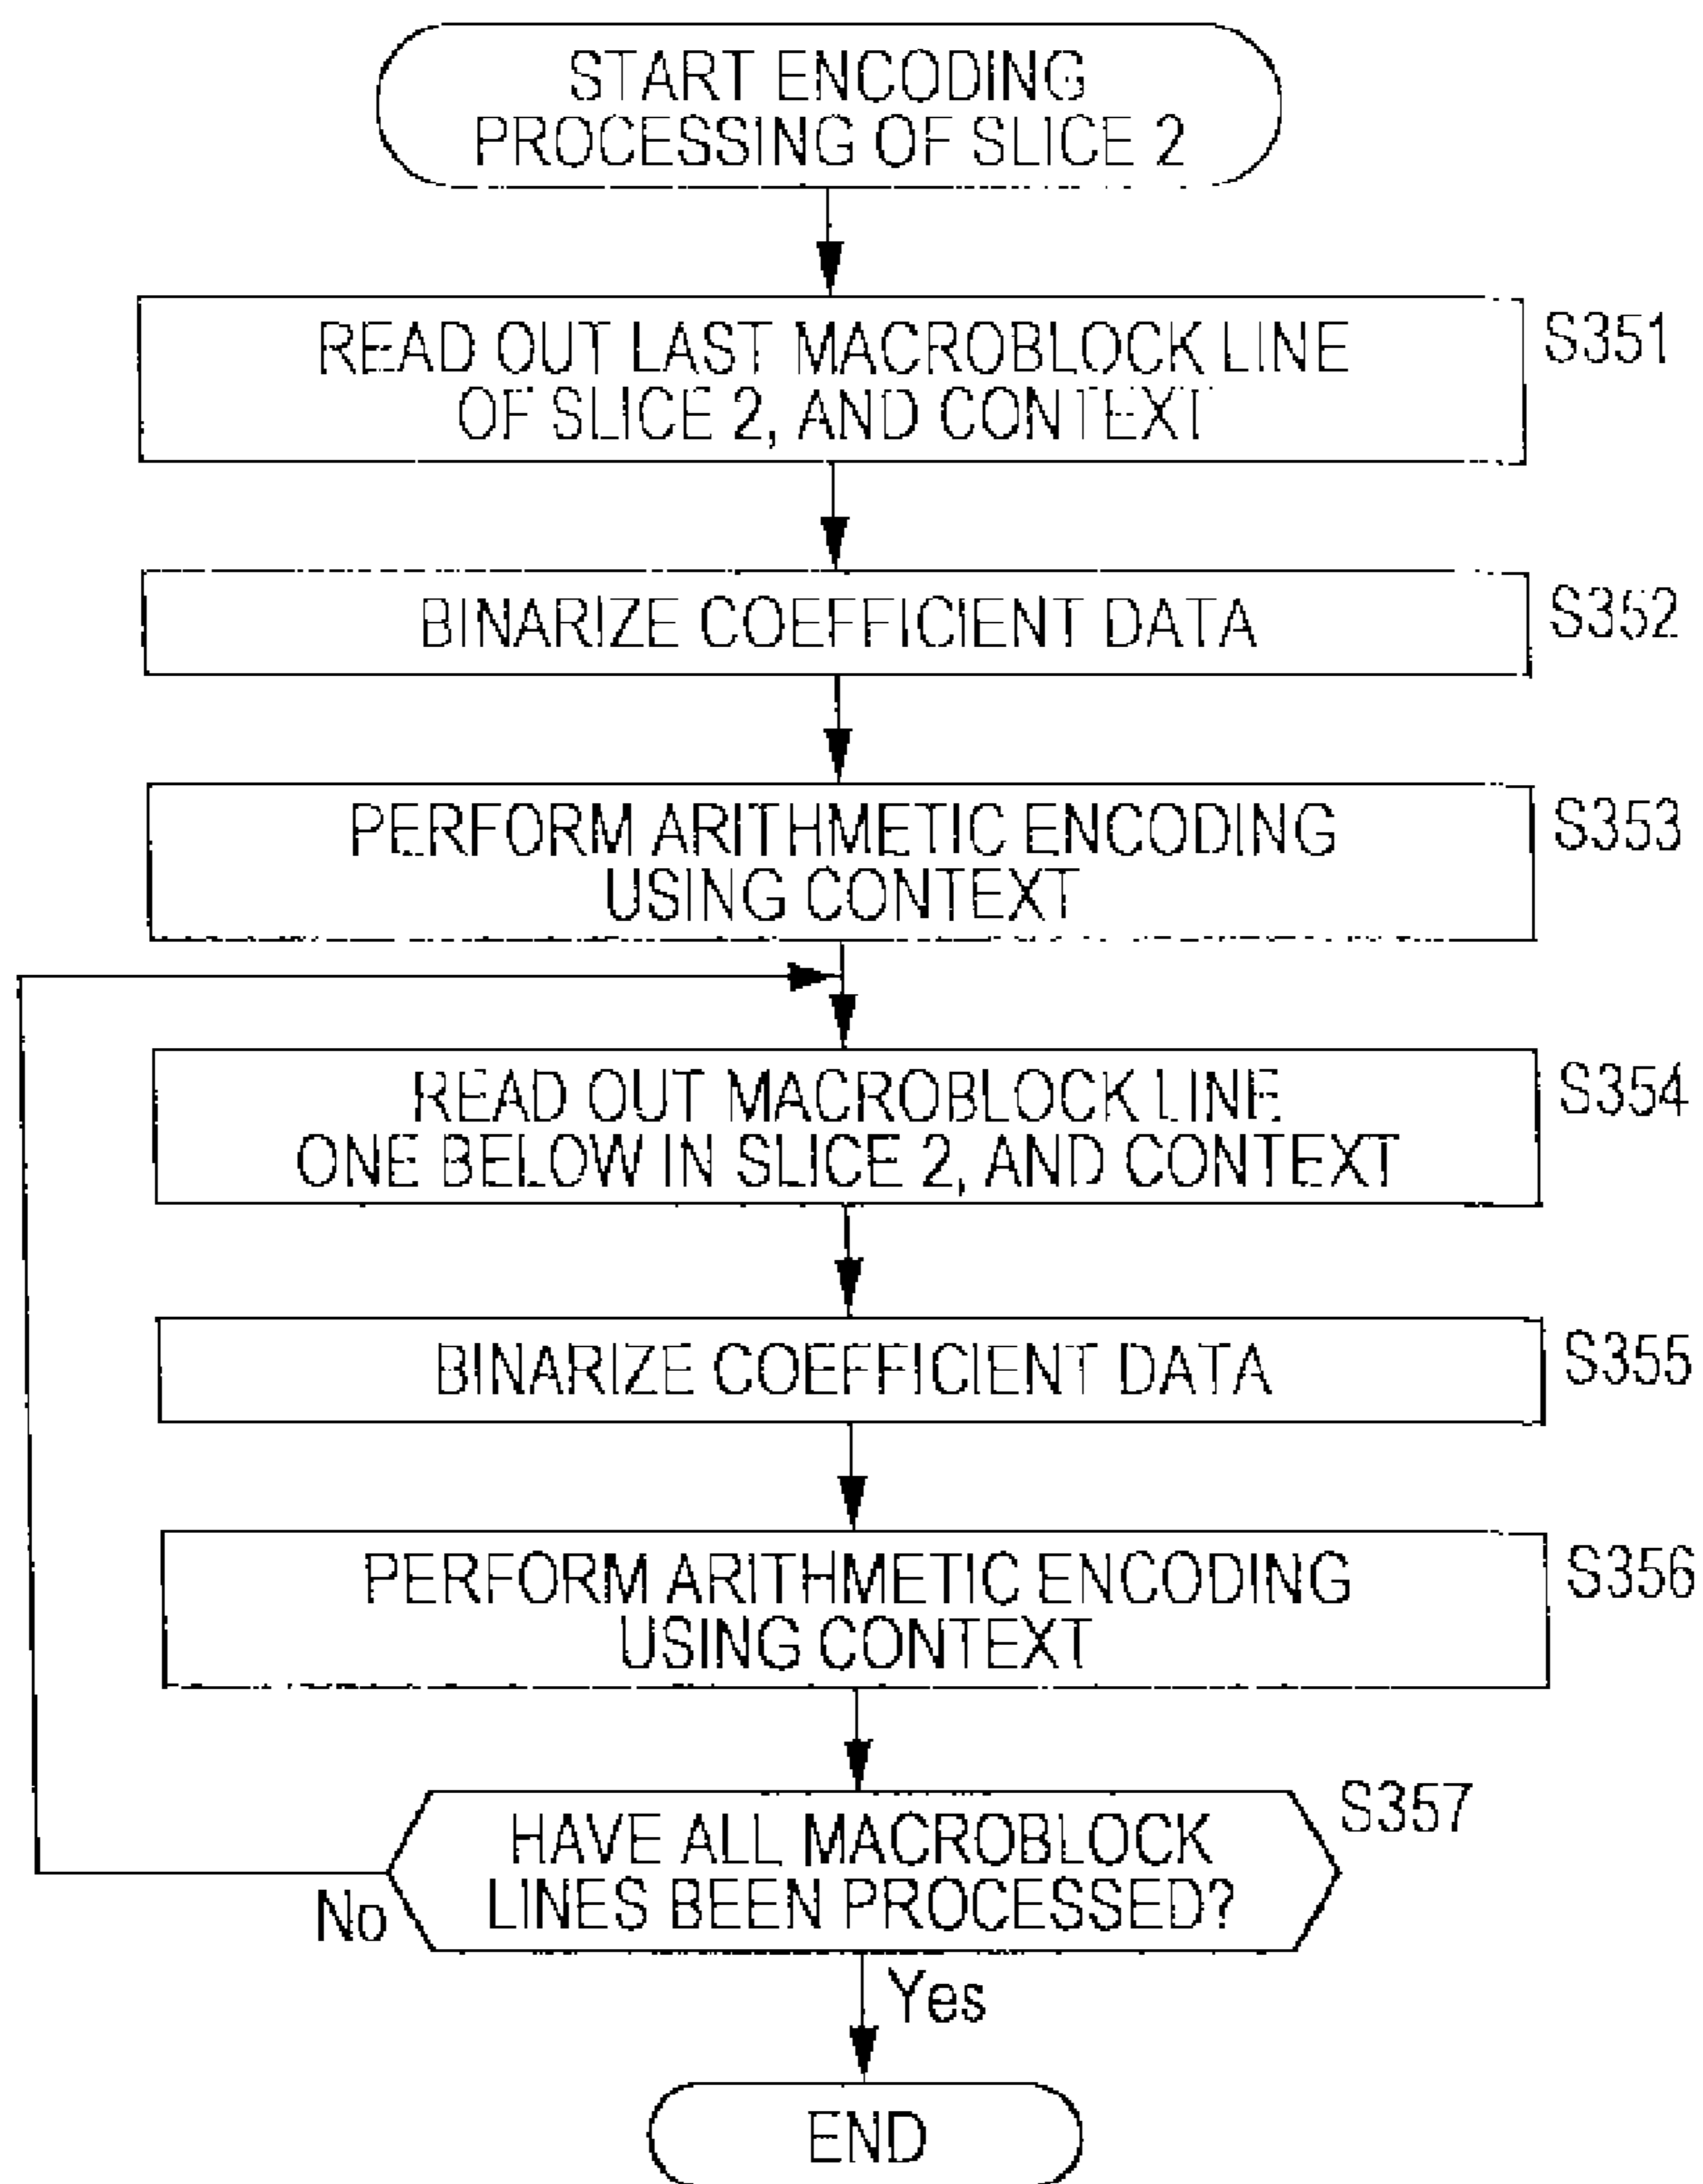 START ENCODING
PROCESSING OF SLICE 2
READ OUT LAST MACROBLOCK LINE
OF SLICE 2, AND CONTEXT
S351
BINARIZE COEFFICIENT DATA
S352
PERFORM ARITHMETIC ENCODING
USING CONTEXT
S353
READ OUT MACROBLOCK LINE
ONE BELOW IN SLICE 2, AND CONTEXT
S354
BINARIZE COEFFICIENT DATA
S355
PERFORM ARITHMETIC ENCODING
USING CONTEXT
S356
HAVE ALL MACROBLOCK
LINES BEEN PROCESSED?
S357
No
Yes
END